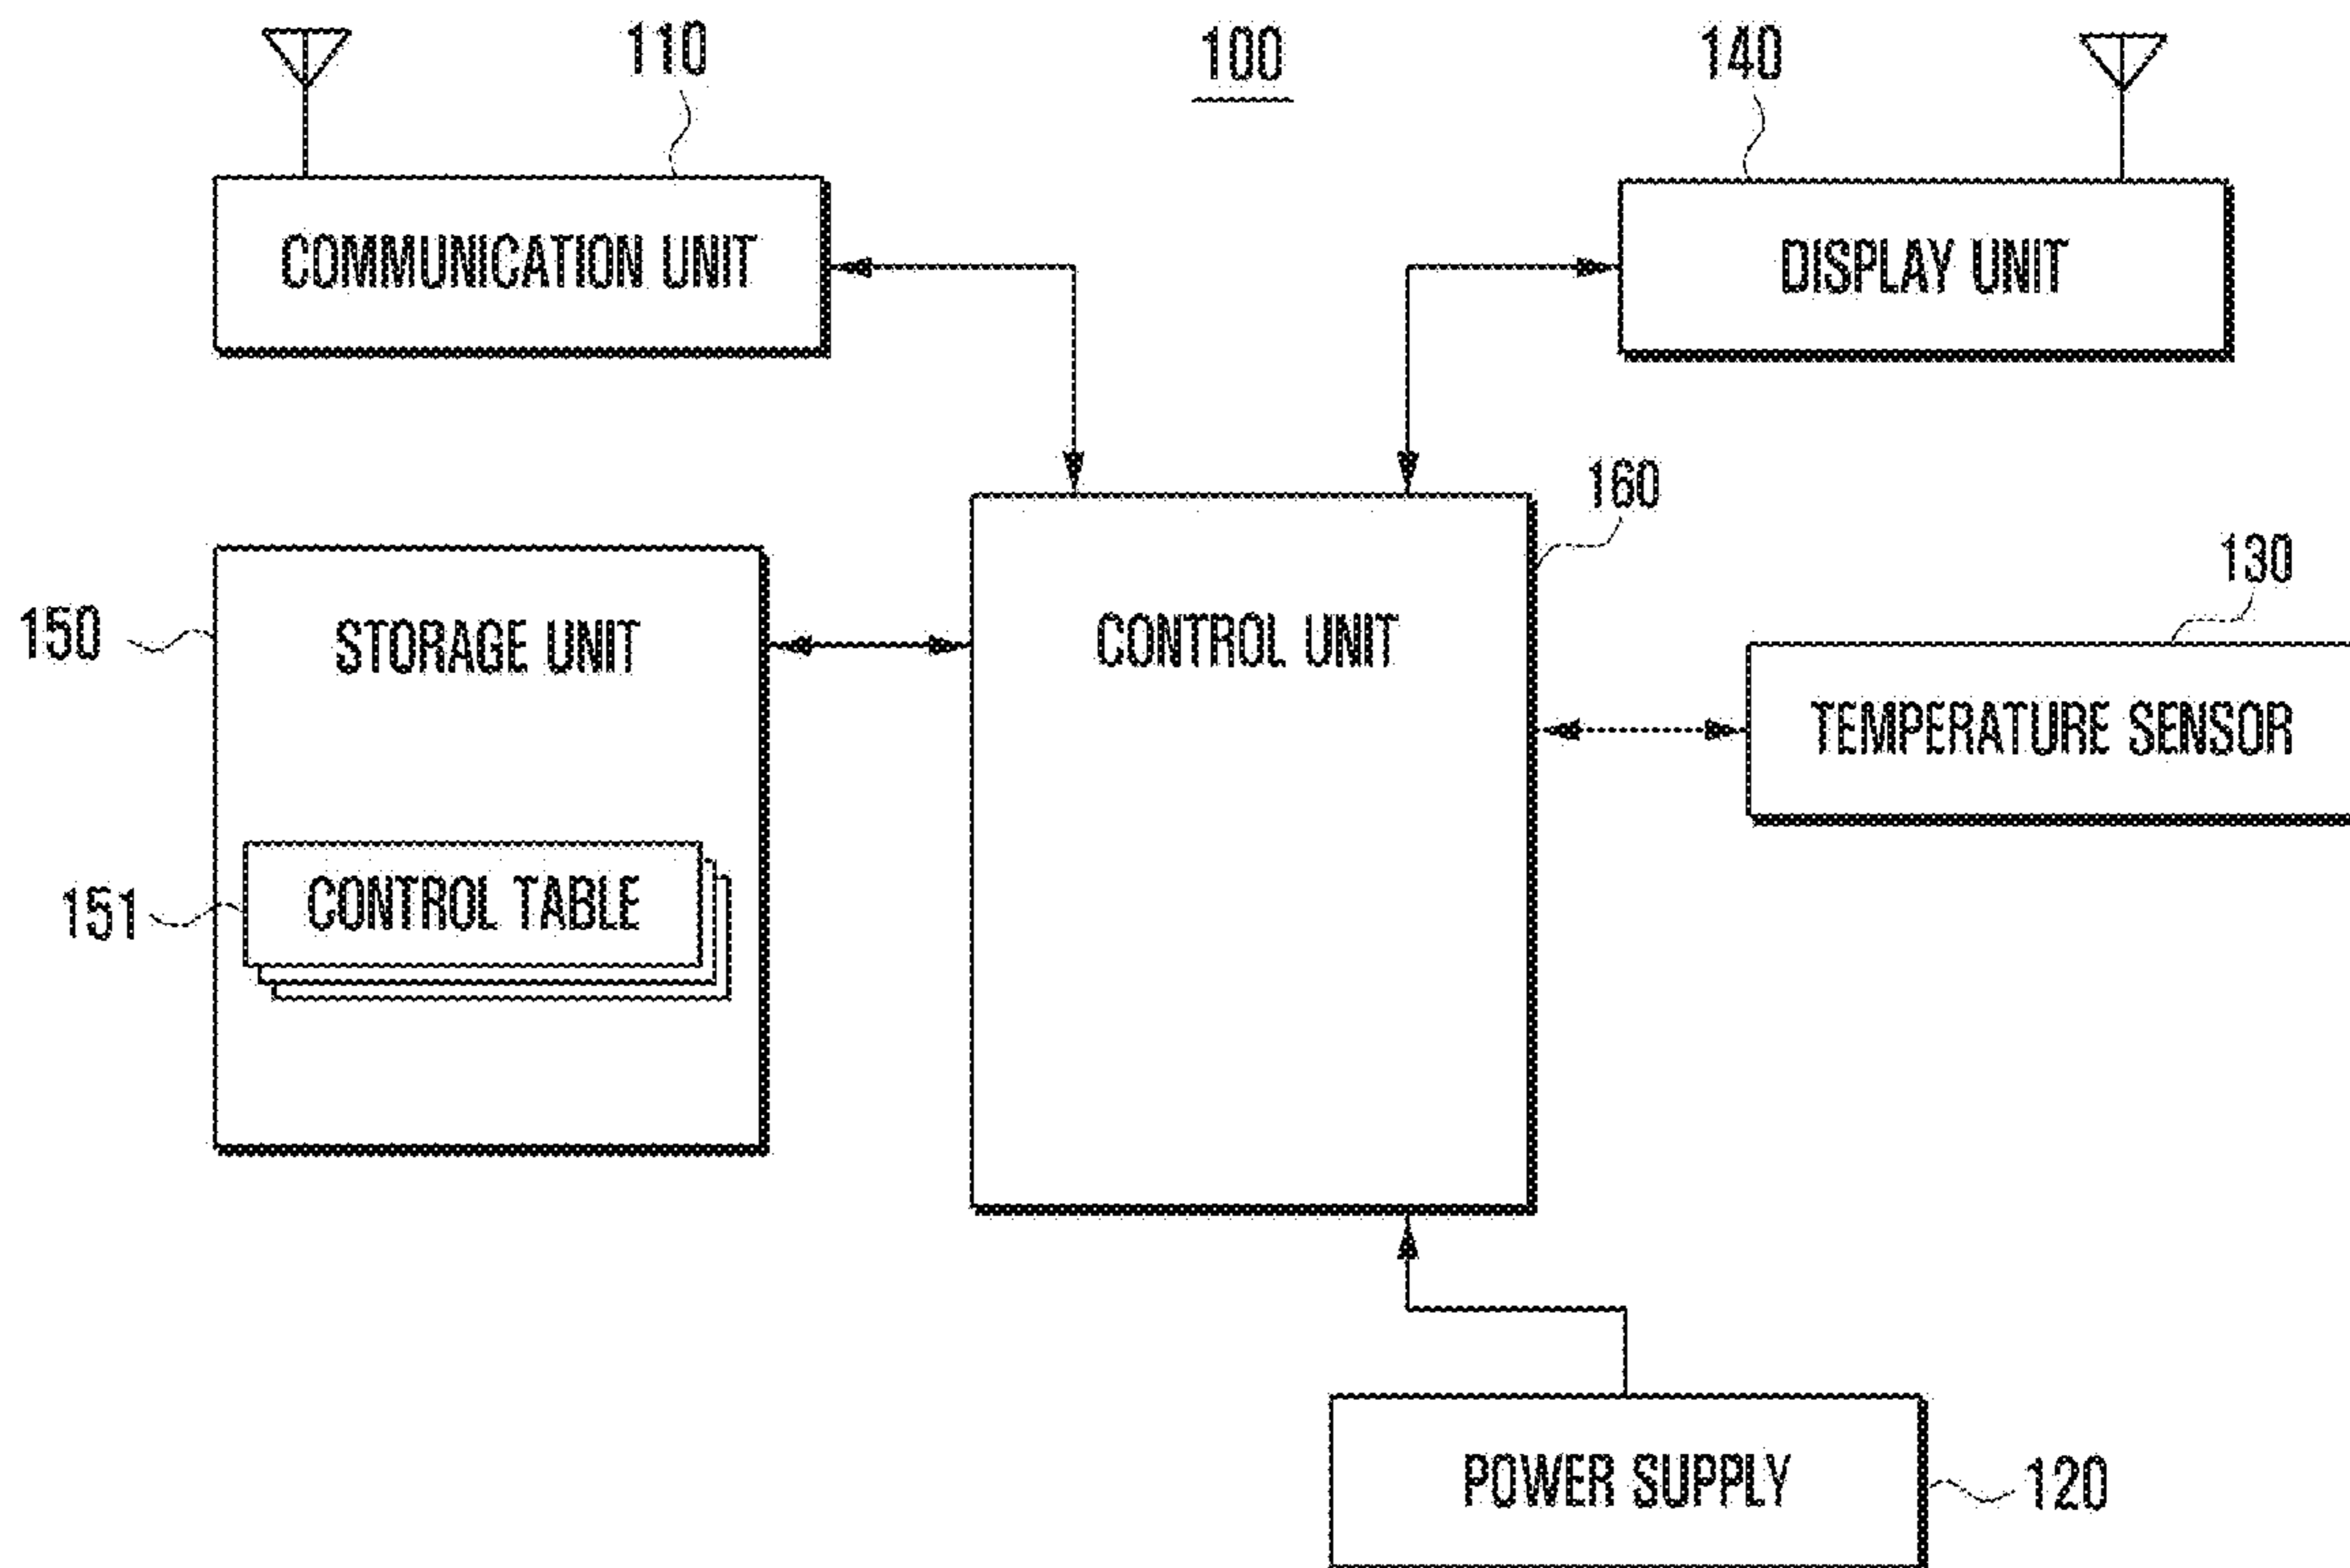 110
100
140
COMMUNICATION UNIT
DISPLAY UNIT
160
130
150
STORAGE UNIT
CONTROL UNIT
TEMPERATURE SENSOR
151
CONTROL TABLE
POWER SUPPLY
120